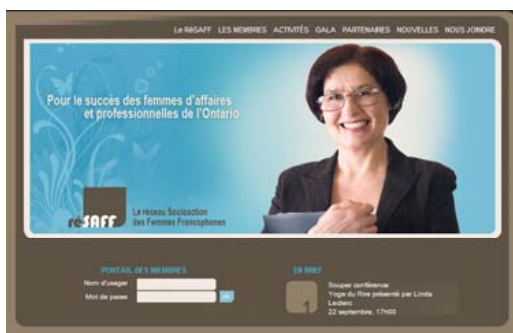 Le RéSAFF LES MEMBRES ACTIVITÉS GALA PARTENAIRES NOUVELLES NOUS JOINDRE
Pour le succès des femmes d'affaires
et professionnelles de l'Ontario
réSAFF
Le réseau Socioaction
des Femmes Francophones
PORTAIL DES MEMBRES
Nom d'usager
Mot de passe
EN BREF
1
Souper conférence
Yoga du Rire présenté par Linda
Leclerc
22 septembre, 17h00